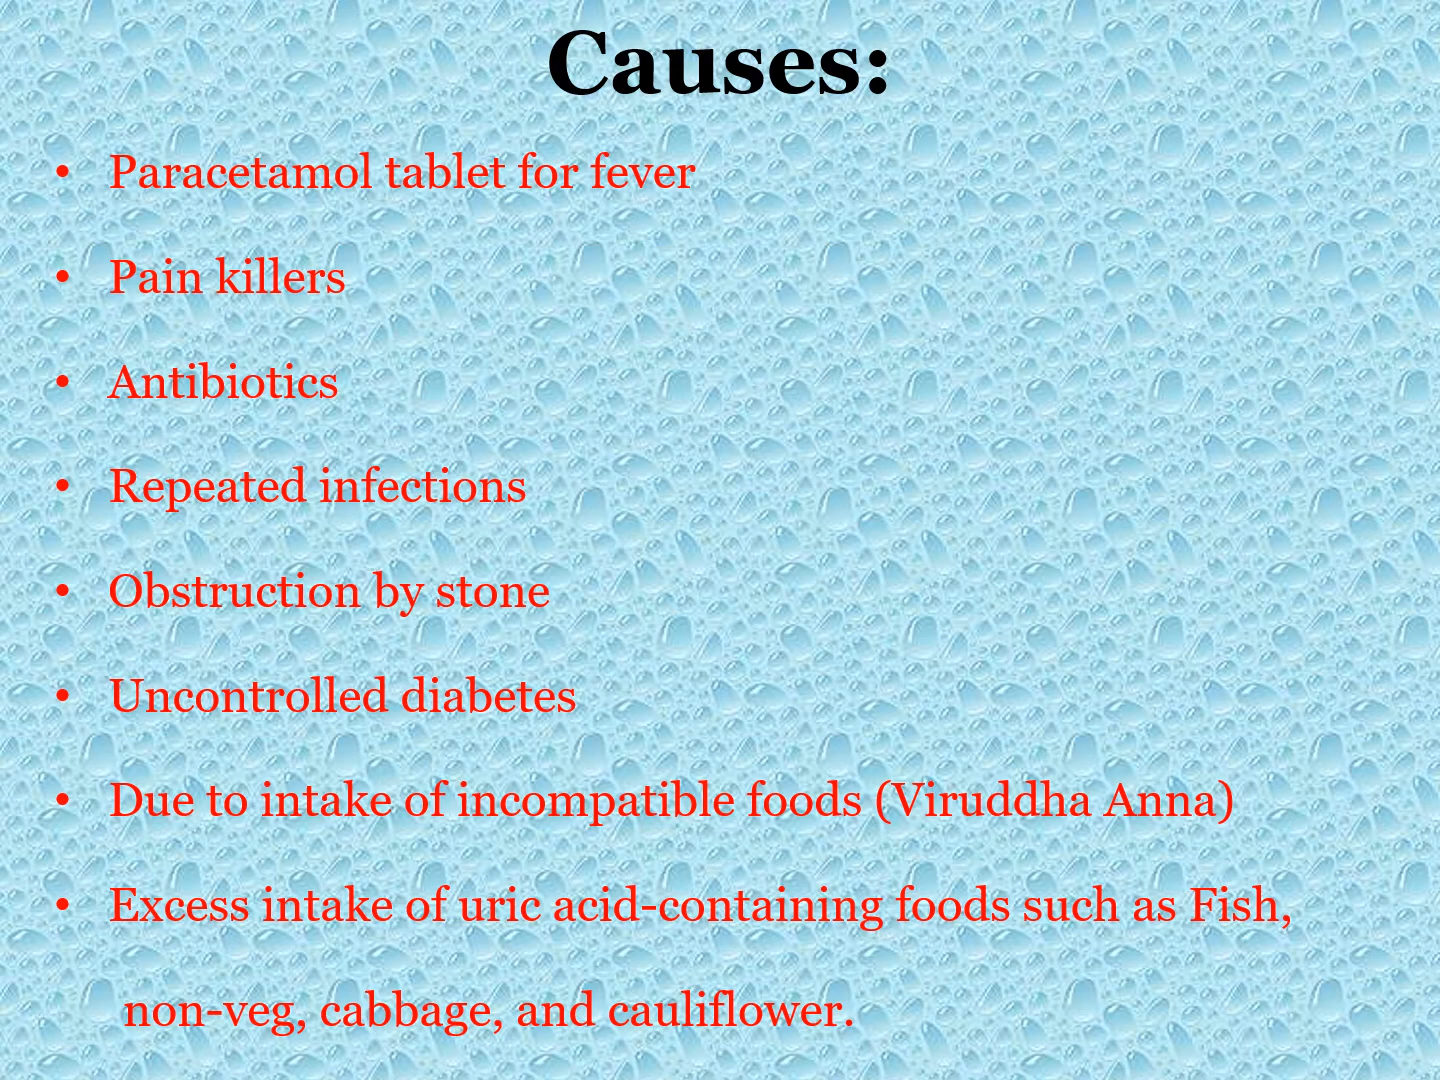 Causes:
• Paracetamol tablet for fever
• Pain killers
• Antibiotics
• Repeated infections
• Obstruction by stone
• Uncontrolled diabetes
• Due to intake of incompatible foods (Viruddha Anna)
• Excess intake of uric acid-containing foods such as Fish,
non-veg, cabbage, and cauliflower.